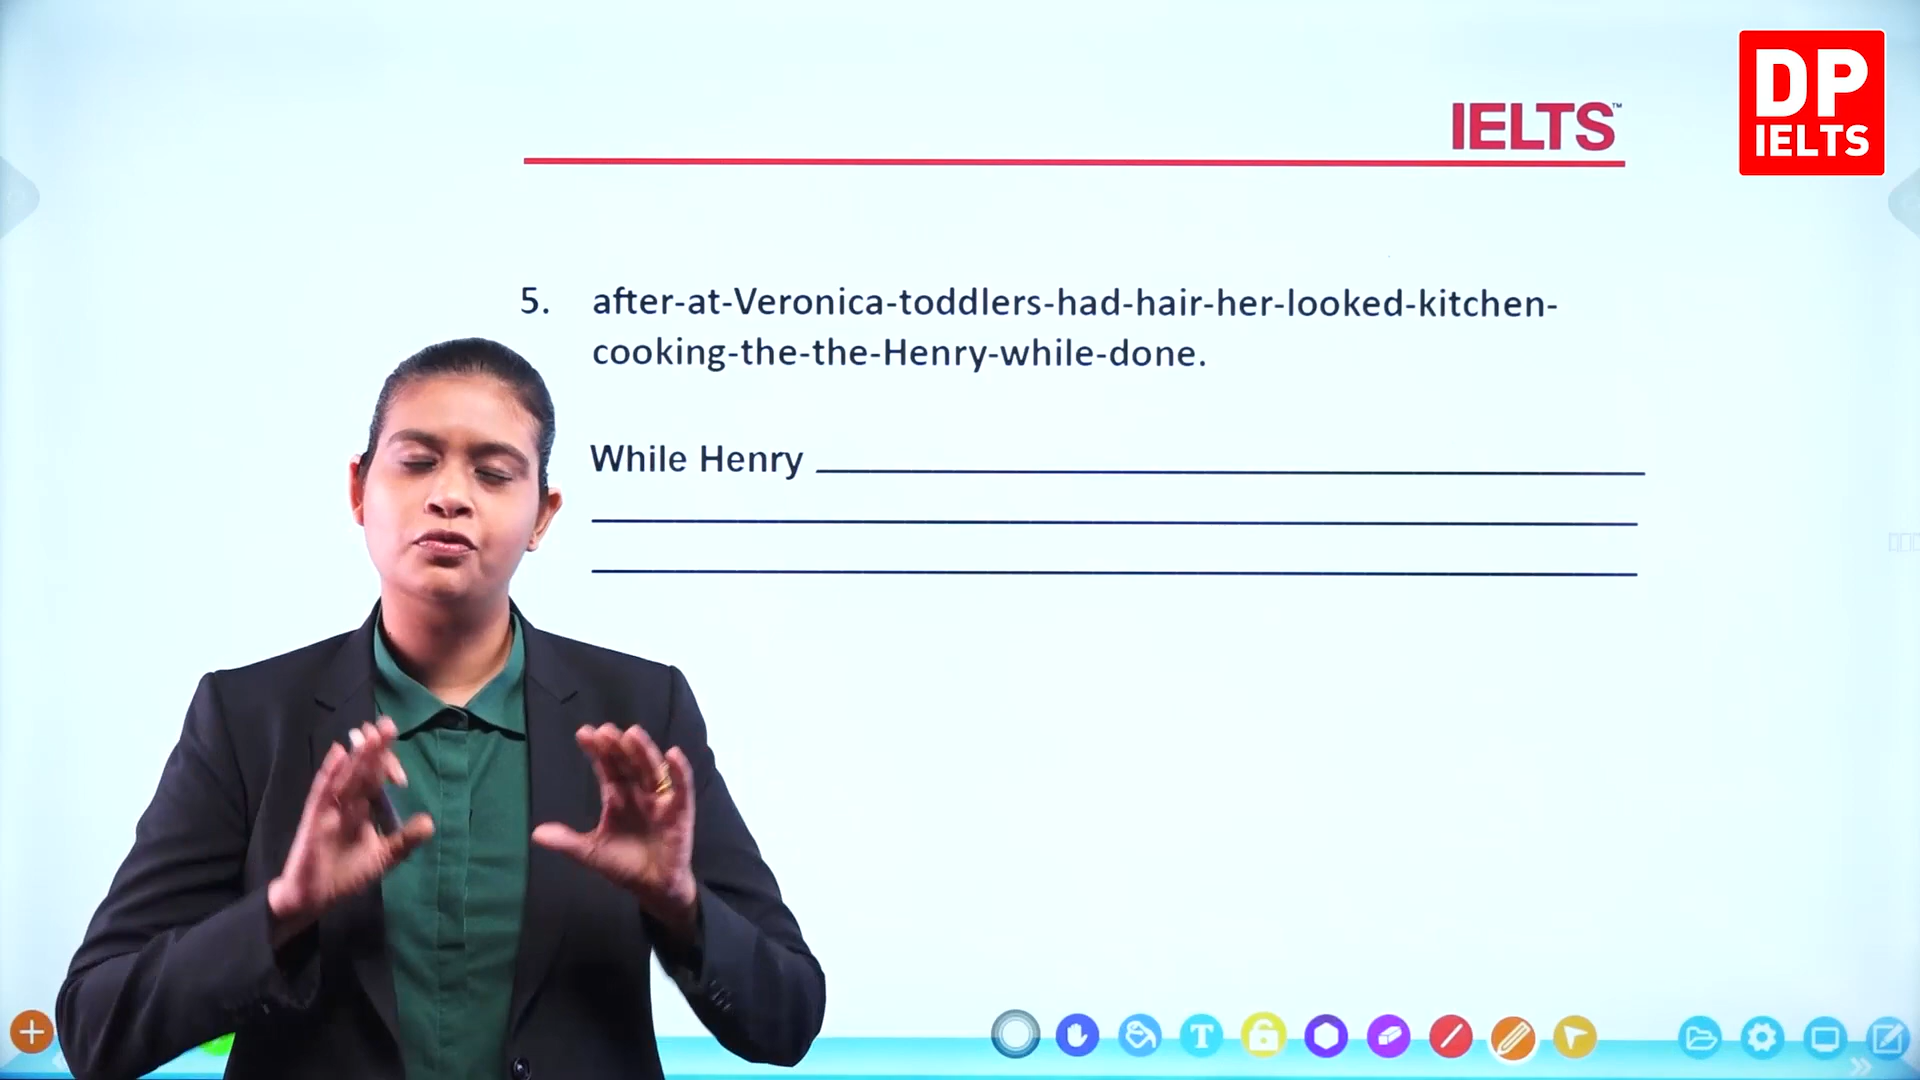 DP
IELTS
IELTS™
5. after-at-Veronica-toddlers-had-hair-her-looked-kitchen-
cooking-the-the-Henry-while-done.
While Henry